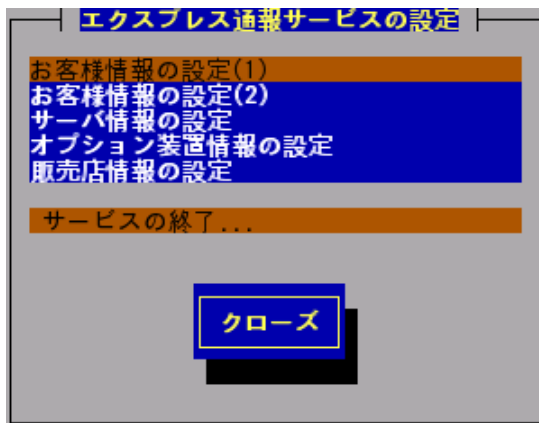 エクスプレス通報サービスの設定
お客様情報の設定(1)
お客様情報の設定(2)
サーバ情報の設定
オプション装置情報の設定
販売店情報の設定
サービスの終了...
クローズ